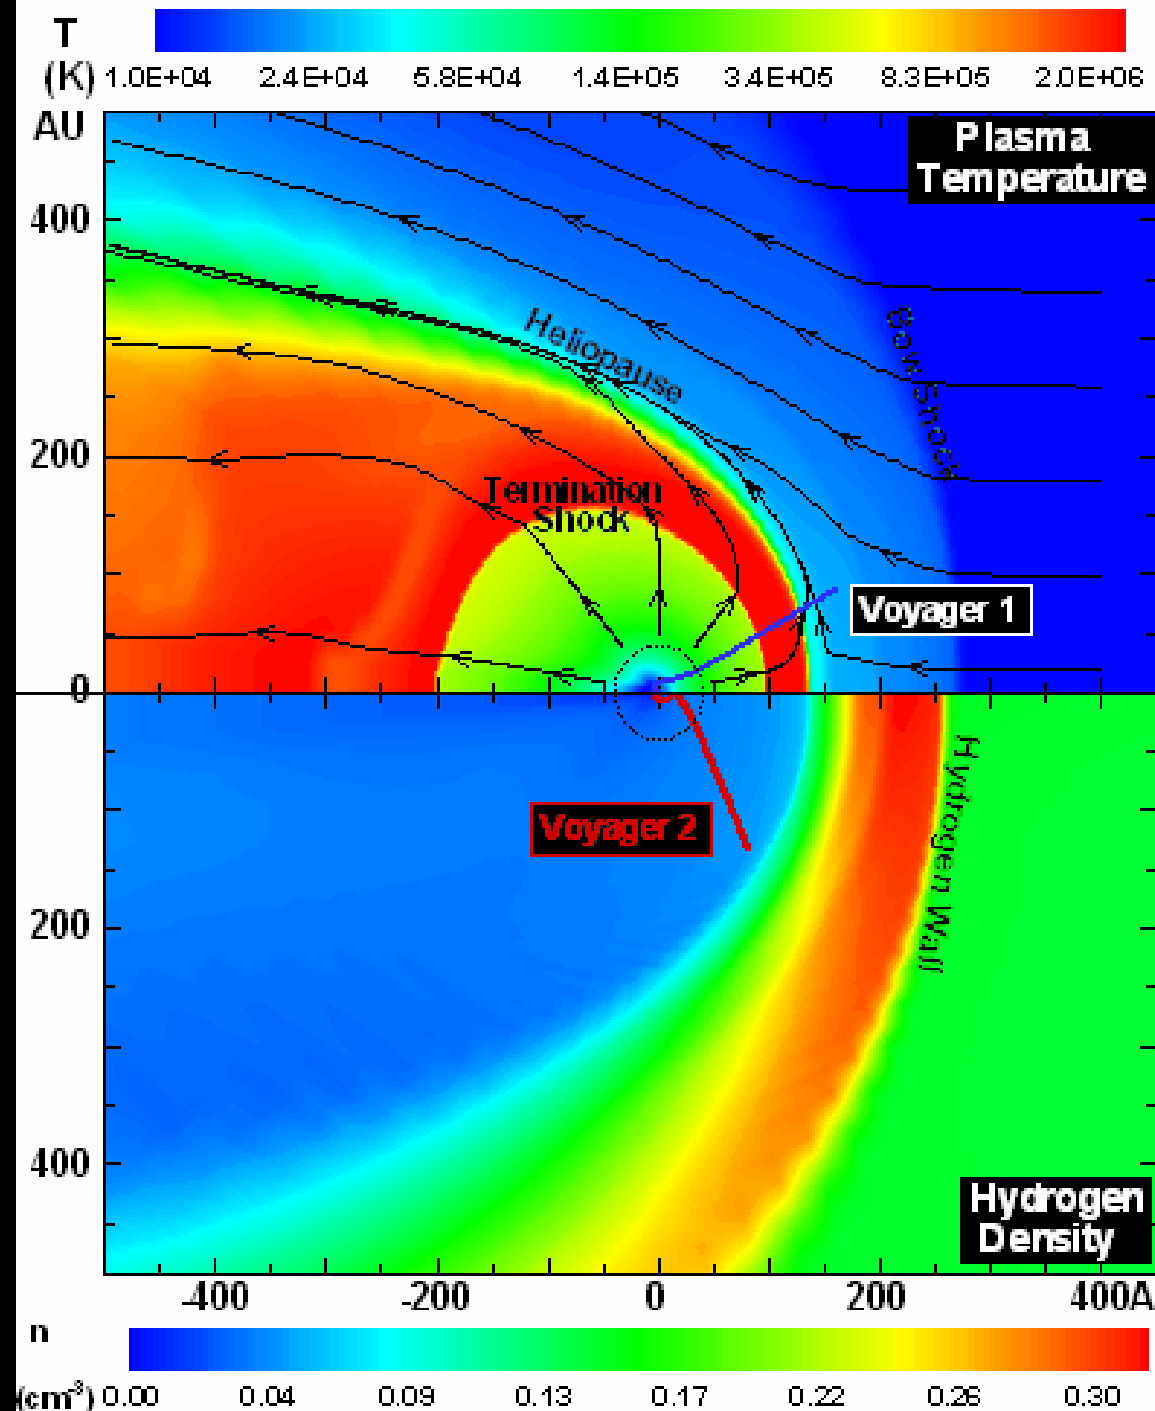 T
(K) 1.0E+04 2.4E+04 5.8E+04 1.4E+05 3.4E+05 8.3E+05 2.0E+06
AU
Plasma
Temperature
400
Heliopause
Bow Shock
200
Termination
Shock
Voyager 1
0
Hydrogen Wall
Voyager 2
200
400
Hydrogen
Density
-400 -200 0 200 400A
n
(cm-3) 0.00 0.04 0.09 0.13 0.17 0.22 0.26 0.30